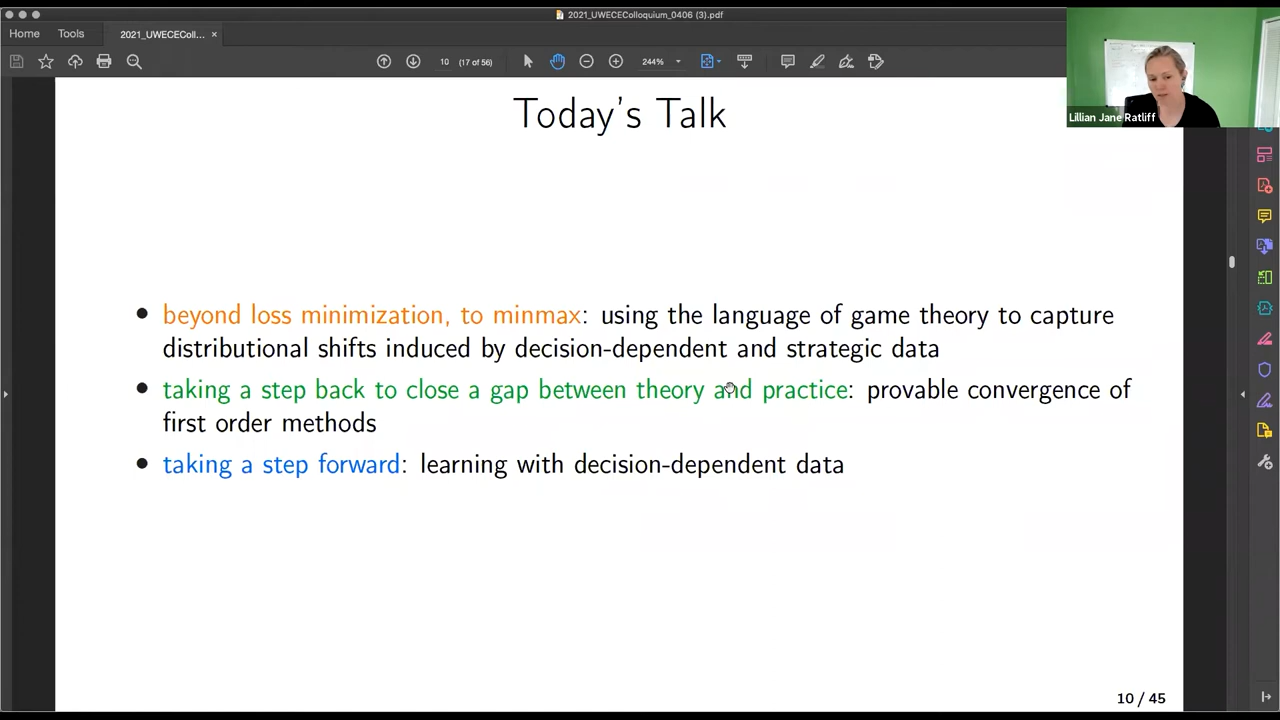 2021_UWECEColloquium_0406 (3).pdf
Home
Tools
2021_UWECEColl... ×
10 (17 of 56)
244%
Lillian Jane Ratliff
Today's Talk
• beyond loss minimization, to minmax: using the language of game theory to capture
distributional shifts induced by decision-dependent and strategic data
• taking a step back to close a gap between theory and practice: provable convergence of
first order methods
• taking a step forward: learning with decision-dependent data
10 / 45